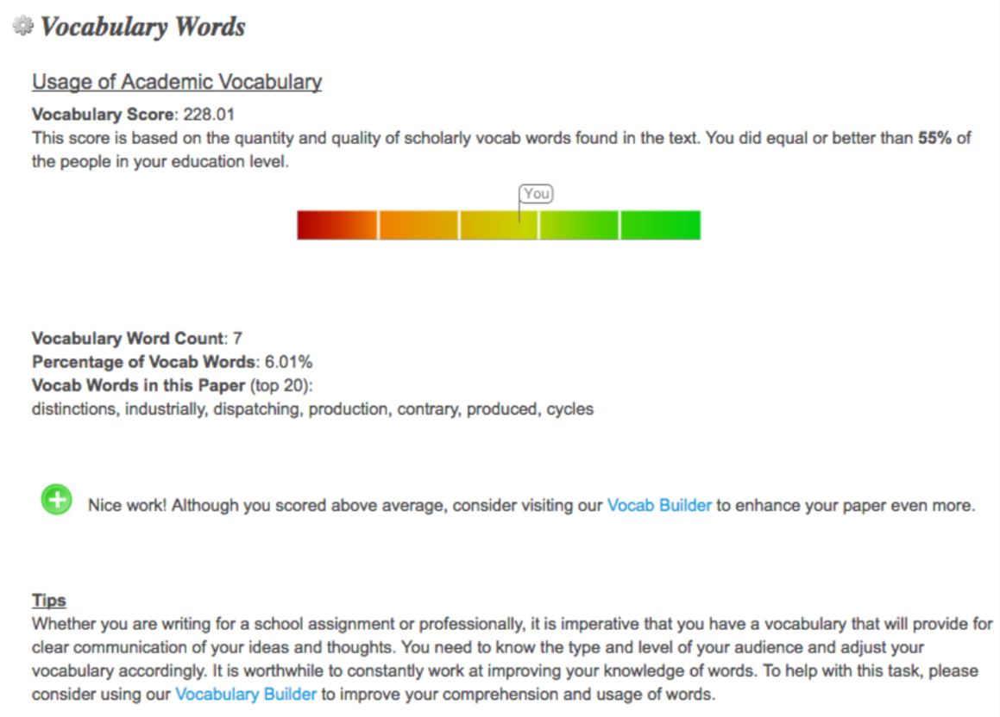 Vocabulary Words
Usage of Academic Vocabulary
Vocabulary Score: 228.01
This score is based on the quantity and quality of scholarly vocab words found in the text. You did equal or better than 55% of
the people in your education level.
You
Vocabulary Word Count: 7
Percentage of Vocab Words: 6.01%
Vocab Words in this Paper (top 20):
distinctions, industrially, dispatching, production, contrary, produced, cycles
Nice work! Although you scored above average, consider visiting our Vocab Builder to enhance your paper even more.
Tips
Whether you are writing for a school assignment or professionally, it is imperative that you have a vocabulary that will provide for
clear communication of your ideas and thoughts. You need to know the type and level of your audience and adjust your
vocabulary accordingly. It is worthwhile to constantly work at improving your knowledge of words. To help with this task, please
consider using our Vocabulary Builder to improve your comprehension and usage of words.